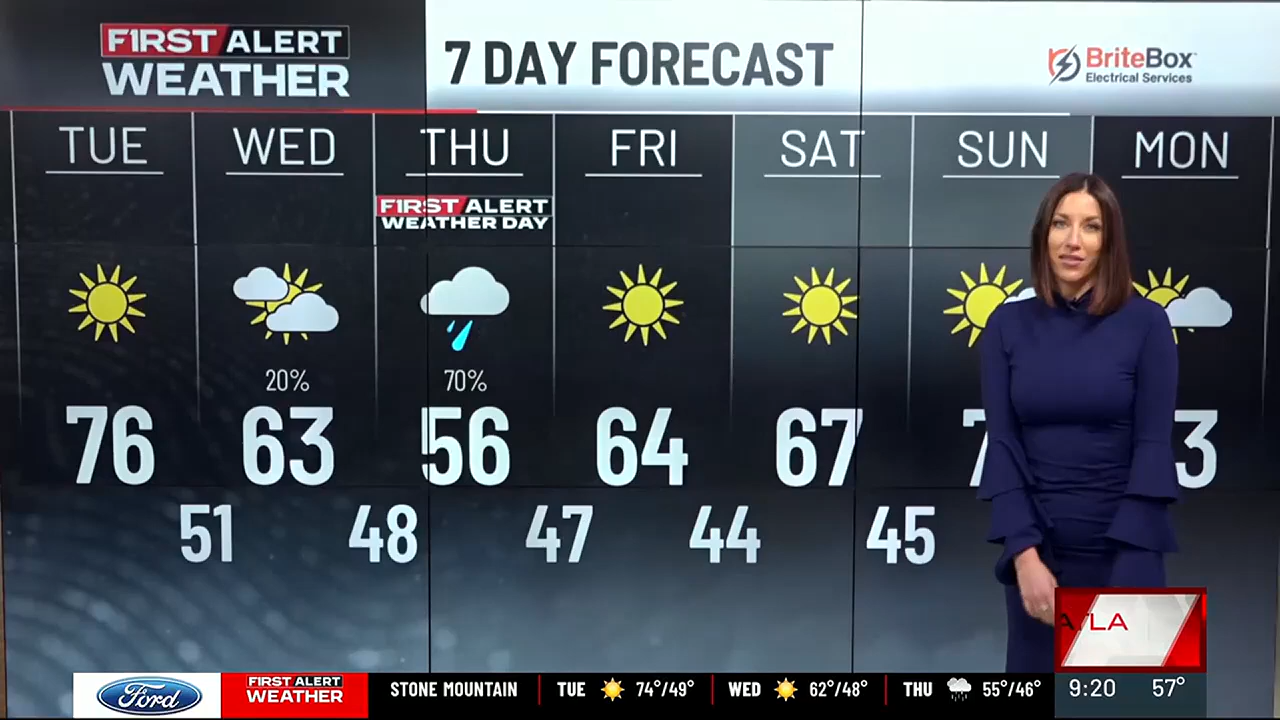 FIRST ALERT
WEATHER
7 DAY FORECAST
BriteBox
Electrical Services
TUE WED THU FRI SAT SUN MON
FIRST ALERT
WEATHER DAY
20% 70%
76 63 56 64 67
51 48 47 44 45
Ford
FIRST ALERT
WEATHER
STONE MOUNTAIN TUE 74°/49° WED 62°/48° THU 55°/46°
9:20 57°